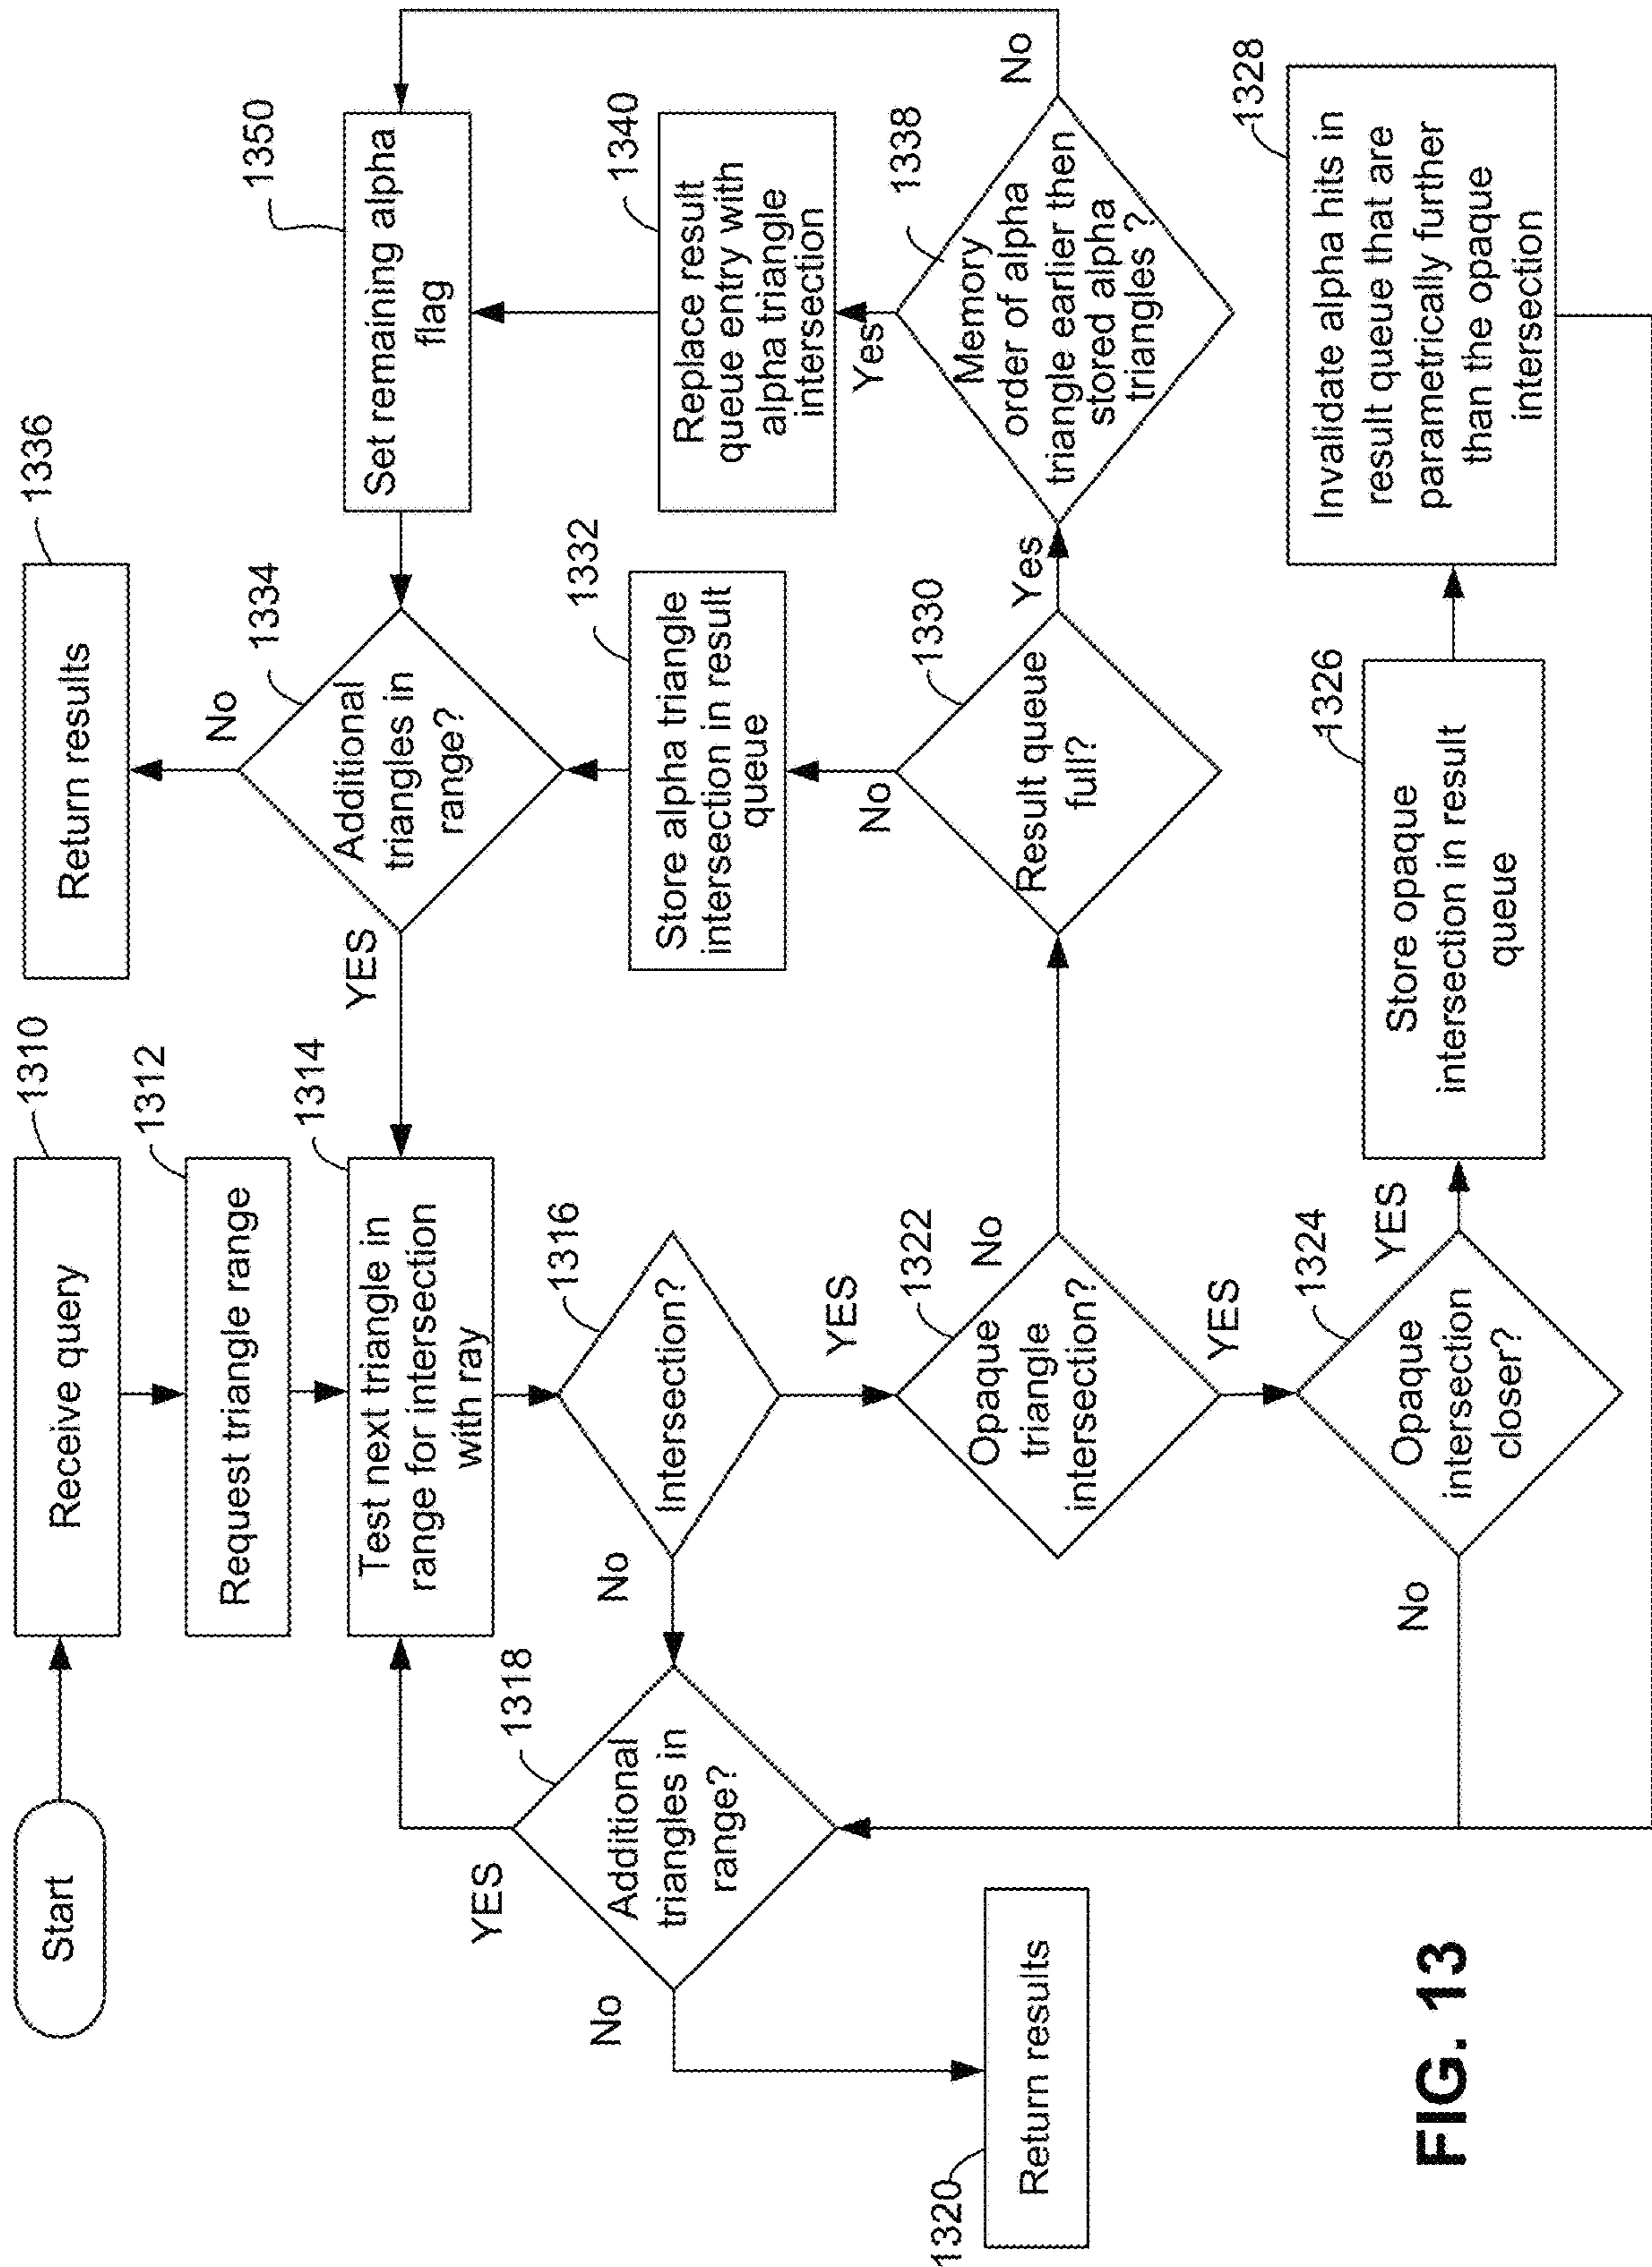 Start
1310
Receive query
1312
Request triangle range
1314
Test next triangle in
range for intersection
with ray
1316
Intersection?
No
YES
1318
Additional
triangles in
range?
YES
No
1320
Return results
1322
Opaque
triangle
intersection?
No
YES
1324
Opaque
intersection
closer?
No
YES
1326
Store opaque
intersection in result
queue
1328
Invalidate alpha hits in
result queue that are
parametrically further
than the opaque
intersection
1330
Result queue
full?
No
Yes
1332
Store alpha triangle
intersection in result
queue
1334
Additional
triangles in
range?
YES
No
1336
Return results
1338
Memory
order of alpha
triangle earlier then
stored alpha
triangles ?
Yes
No
1340
Replace result
queue entry with
alpha triangle
intersection
1350
Set remaining alpha
flag
FIG. 13